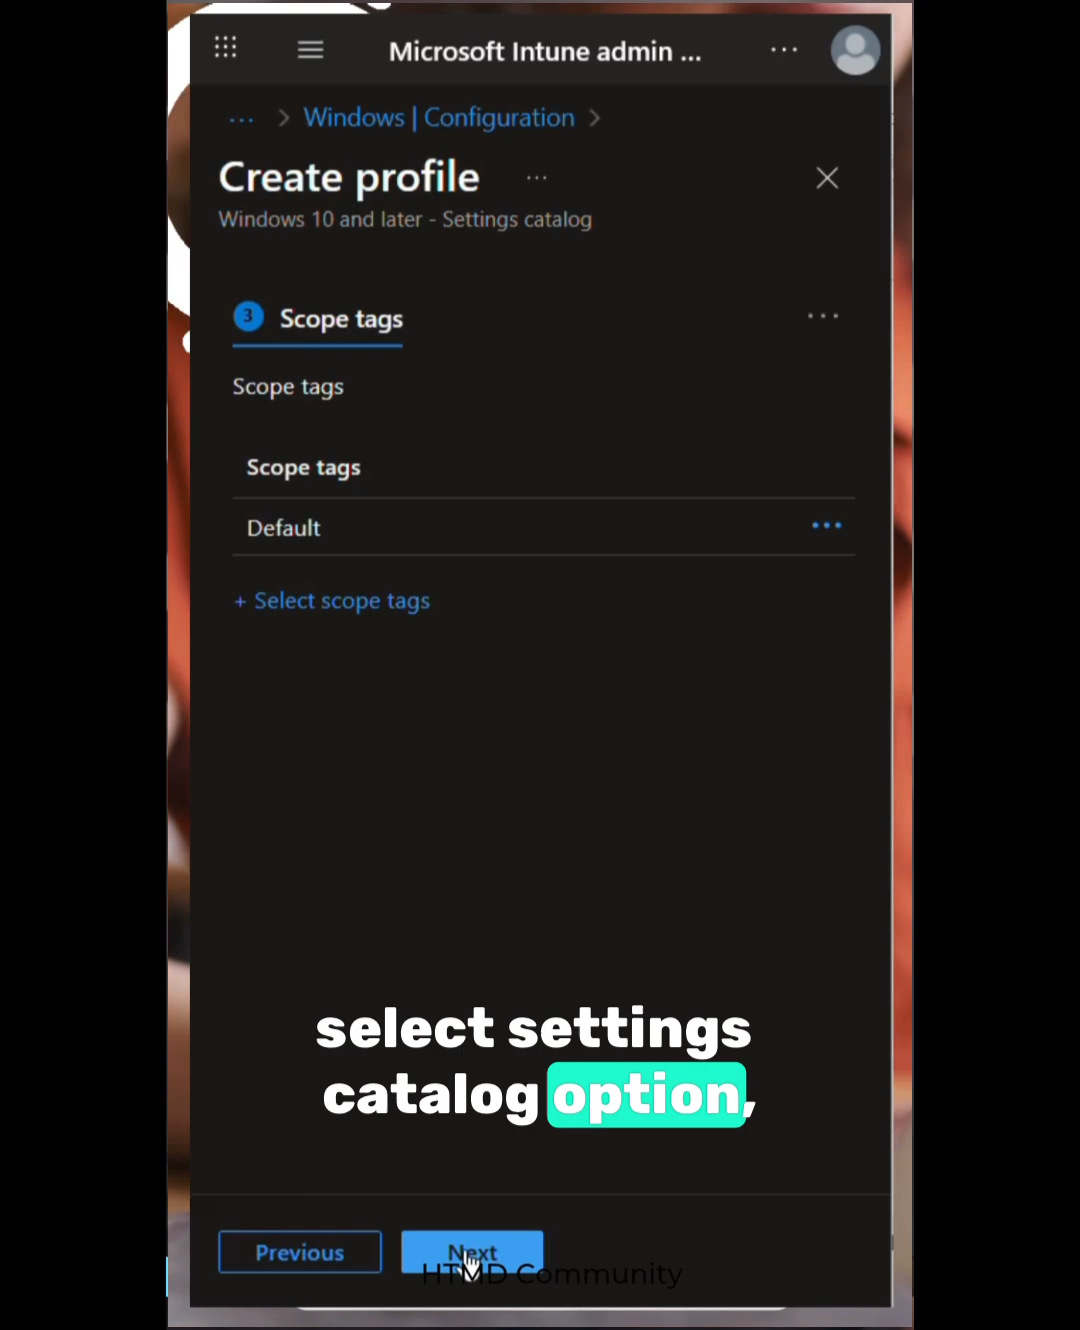 Microsoft Intune admin ...
... > Windows | Configuration >
Create profile ...
Windows 10 and later - Settings catalog
3 Scope tags ...
Scope tags
Scope tags
Default ...
+ Select scope tags
select settings
catalog option,
Previous Next
HTMD Community